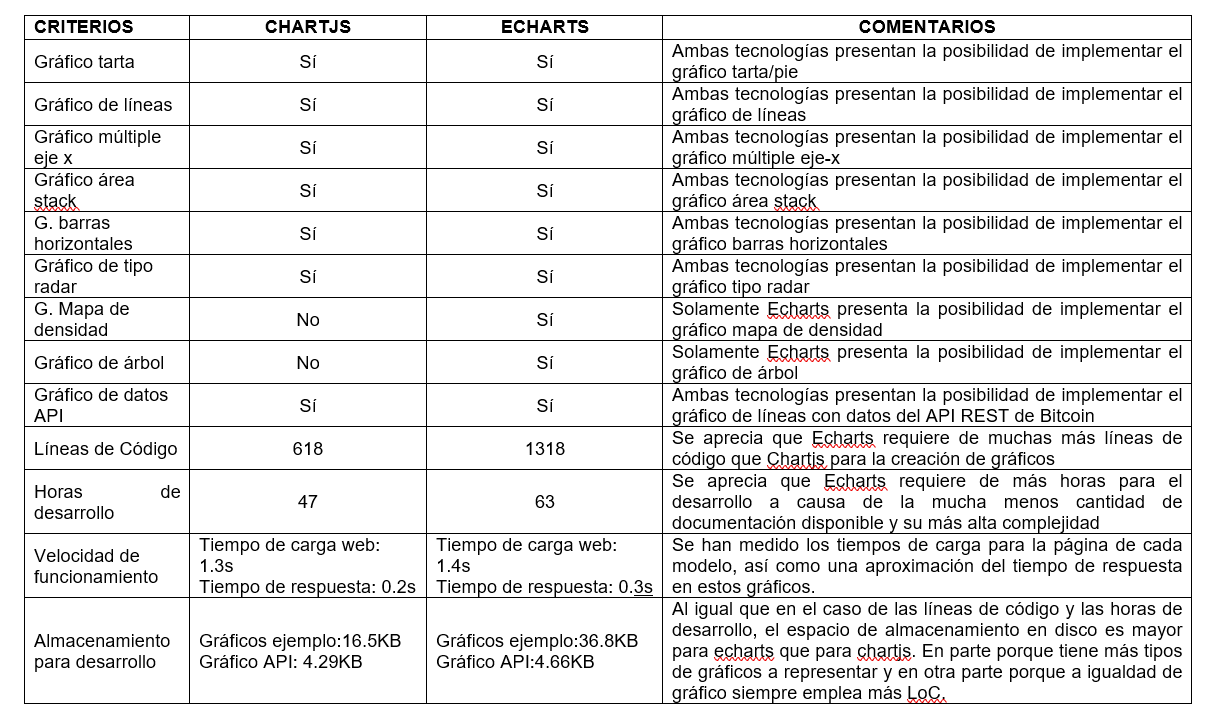 CRITERIOS CHARTJS ECHARTS COMENTARIOS
Gráfico tarta Sí Sí Ambas tecnologías presentan la posibilidad de implementar el
gráfico tarta/pie
Gráfico de líneas Sí Sí Ambas tecnologías presentan la posibilidad de implementar el
gráfico de líneas
Gráfico múltiple
eje x
Sí Sí Ambas tecnologías presentan la posibilidad de implementar el
gráfico múltiple eje-x
Gráfico área
stack
Sí Sí Ambas tecnologías presentan la posibilidad de implementar el
gráfico área stack
G. barras
horizontales
Sí Sí Ambas tecnologías presentan la posibilidad de implementar el
gráfico barras horizontales
Gráfico de tipo
radar
Sí Sí Ambas tecnologías presentan la posibilidad de implementar el
gráfico tipo radar
G. Mapa de
densidad
No Sí Solamente Echarts presenta la posibilidad de implementar el
gráfico mapa de densidad
Gráfico de árbol No Sí Solamente Echarts presenta la posibilidad de implementar el
gráfico de árbol
Gráfico de datos
API
Sí Sí Ambas tecnologías presentan la posibilidad de implementar el
gráfico de líneas con datos del API REST de Bitcoin
Líneas de Código 618 1318 Se aprecia que Echarts requiere de muchas más líneas de
código que Chartjs para la creación de gráficos
Horas de
desarrollo
47 63 Se aprecia que Echarts requiere de más horas para el
desarrollo a causa de la mucha menos cantidad de
documentación disponible y su más alta complejidad
Velocidad de
funcionamiento
Tiempo de carga web:
1.3s
Tiempo de respuesta: 0.2s
Tiempo de carga web:
1.4s
Tiempo de respuesta: 0.3s
Se han medido los tiempos de carga para la página de cada
modelo, así como una aproximación del tiempo de respuesta
en estos gráficos.
Almacenamiento
para desarrollo
Gráficos ejemplo:16.5KB
Gráfico API: 4.29KB
Gráficos ejemplo:36.8KB
Gráfico API:4.66KB
Al igual que en el caso de las líneas de código y las horas de
desarrollo, el espacio de almacenamiento en disco es mayor
para echarts que para chartjs. En parte porque tiene más tipos
de gráficos a representar y en otra parte porque a igualdad de
gráfico siempre emplea más LoC.